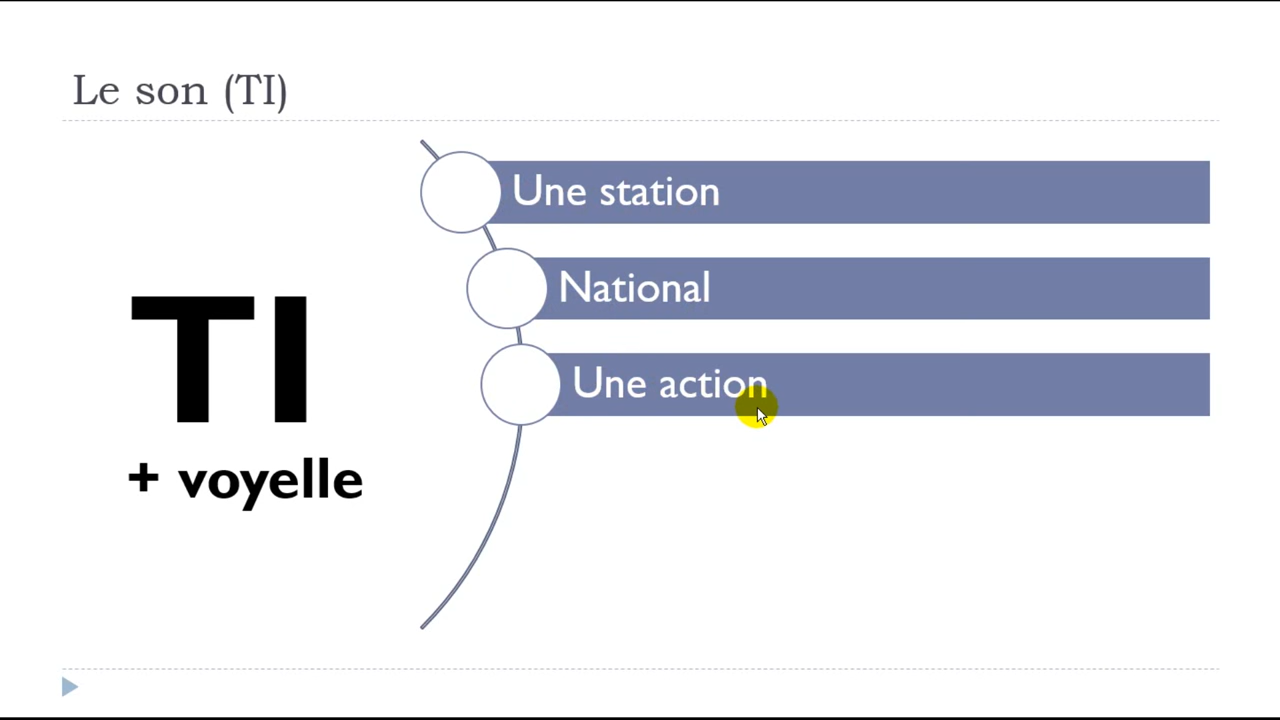 Le son (TI)
TI
+ voyelle
Une station
National
Une action